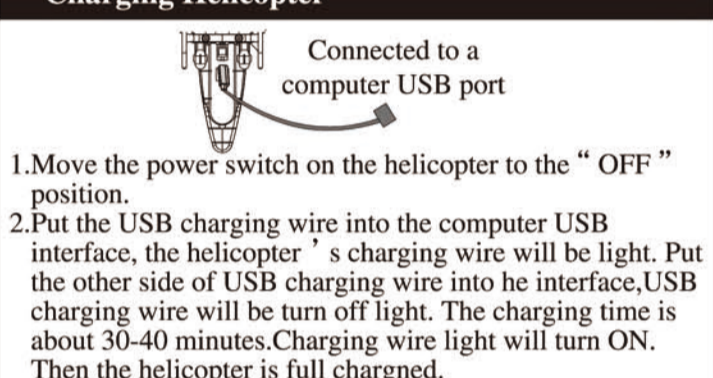 Charging Helicopter
Connected to a
computer USB port
1.Move the power switch on the helicopter to the “ OFF ”
position.
2.Put the USB charging wire into the computer USB
interface, the helicopter ’ s charging wire will be light. Put
the other side of USB charging wire into he interface,USB
charging wire will be turn off light. The charging time is
about 30-40 minutes.Charging wire light will turn ON.
Then the helicopter is full chargned.